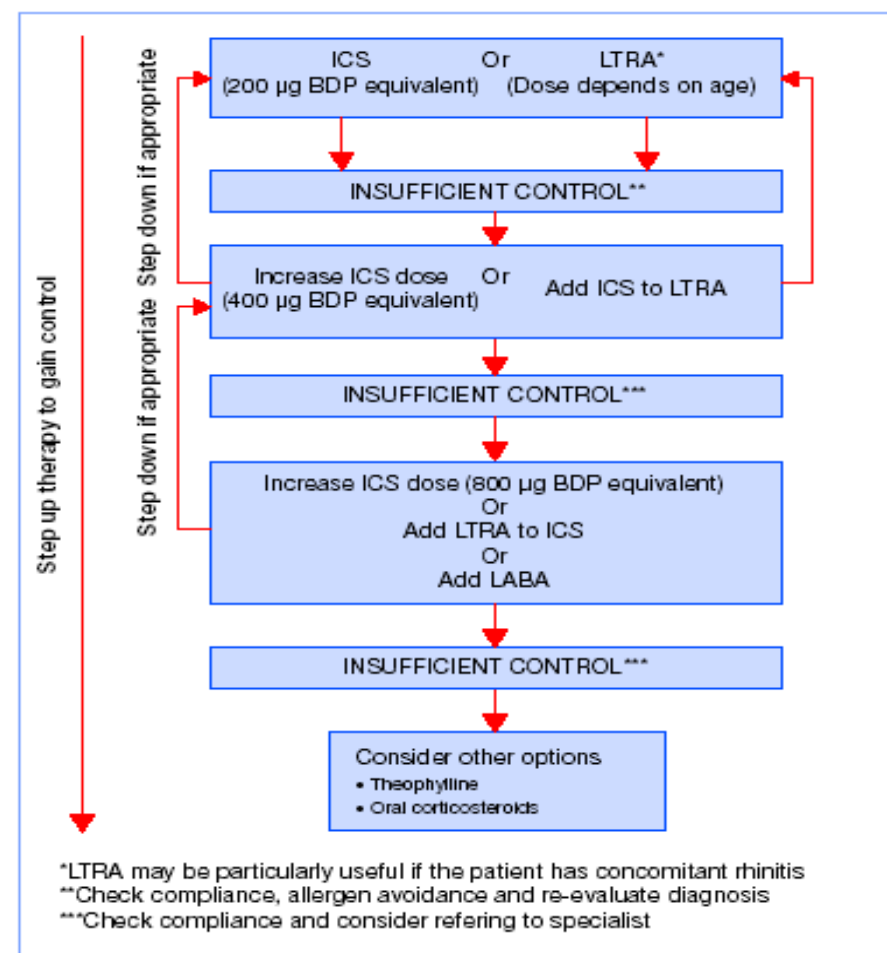 Step up therapy to gain control
Step down if appropriate
Step down if appropriate
ICS Or LTRA*
(200 µg BDP equivalent) (Dose depends on age)
INSUFFICIENT CONTROL**
Increase ICS dose Or Add ICS to LTRA
(400 µg BDP equivalent)
INSUFFICIENT CONTROL***
Increase ICS dose (800 µg BDP equivalent)
Or
Add LTRA to ICS
Or
Add LABA
INSUFFICIENT CONTROL***
Consider other options
• Theophylline
• Oral corticosteroids
*LTRA may be particularly useful if the patient has concomitant rhinitis
**Check compliance, allergen avoidance and re-evaluate diagnosis
***Check compliance and consider refering to specialist